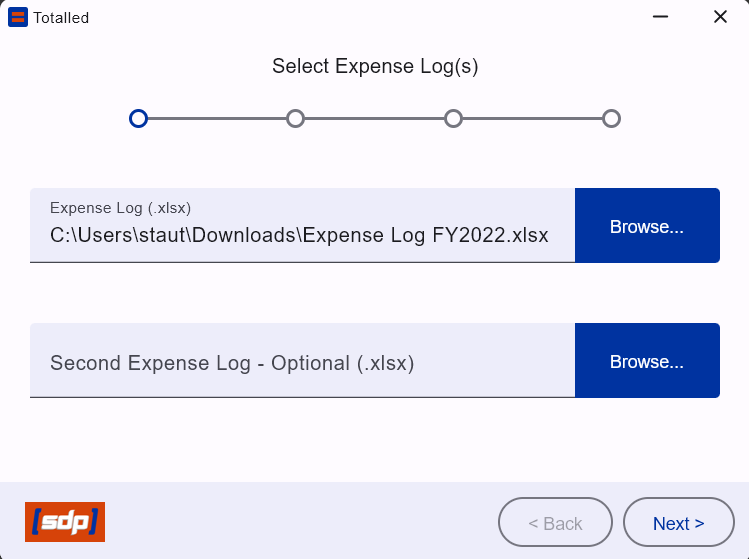 Totalled
Select Expense Log(s)
Expense Log (.xlsx)
C:\Users\staut\Downloads\Expense Log FY2022.xlsx
Browse...
Second Expense Log - Optional (.xlsx)
Browse...
[sdp]
< Back
Next >